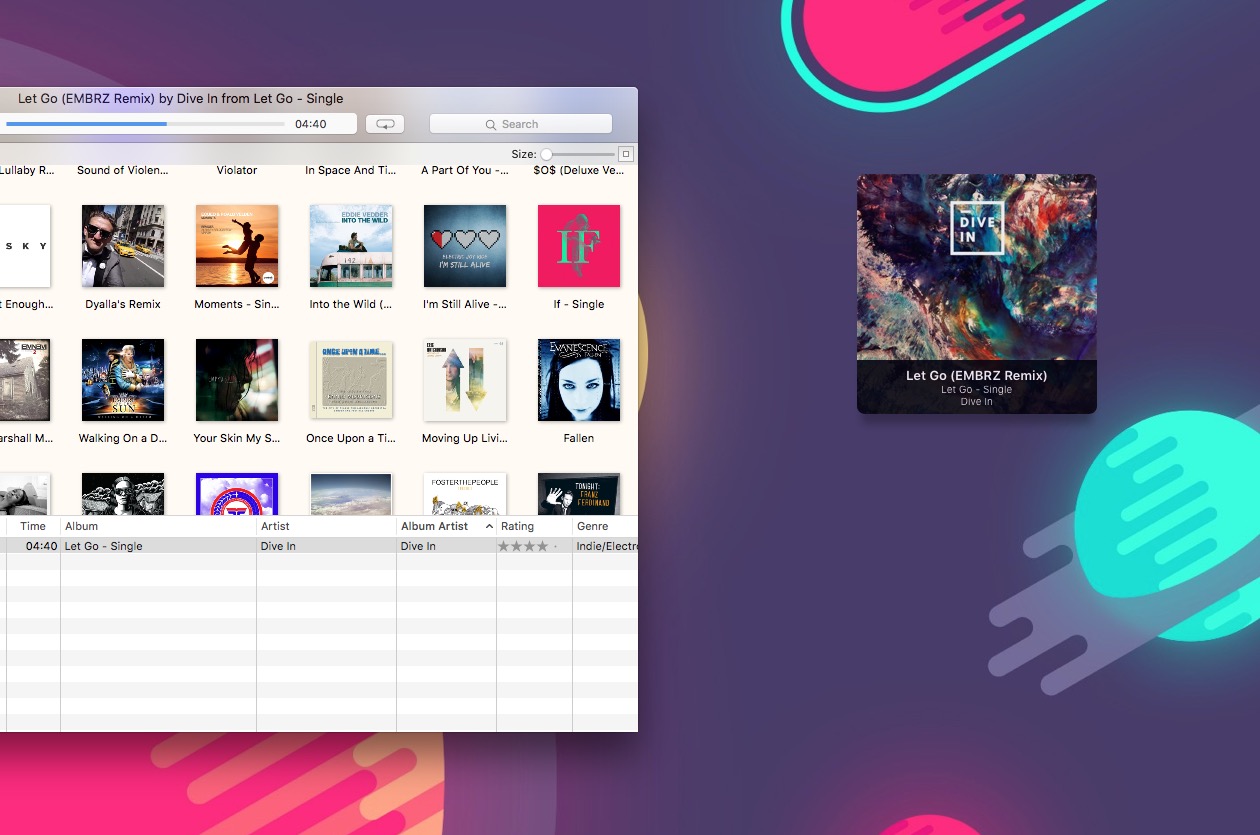 Let Go (EMBRZ Remix) by Dive In from Let Go - Single
04:40
Search
Size:
Lullaby R...
Sound of Violen...
Violator
In Space And Ti...
A Part Of You -...
$O$ (Deluxe Ve...
S K Y
EDDIE VEDDER
INTO THE WILD
I'M STILL ALIVE
IF
t Enough...
Dyalla's Remix
Moments - Sin...
Into the Wild (...
I'm Still Alive -...
If - Single
EMINEM
SUN
ONCE UPON A TIME...
EVANESCENCE
FALLEN
arshall M...
Walking On a D...
Your Skin My S...
Once Upon a Ti...
Moving Up Livi...
Fallen
FOSTERTHEPEOPLE
TONIGHT:
FRANZ
FERDINAND
Time
Album
Artist
Album Artist
Rating
Genre
04:40
Let Go - Single
Dive In
Dive In
Indie/Electro
DIVE
IN
Let Go (EMBRZ Remix)
Let Go - Single
Dive In